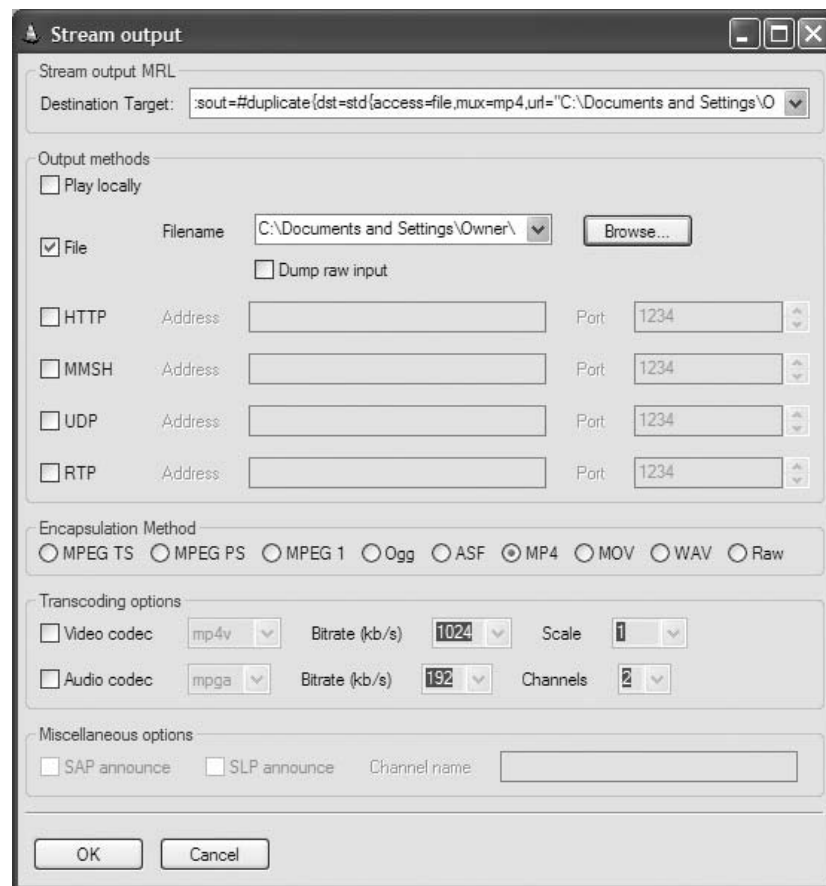 Stream output
Stream output MRL
Destination Target: :sout=#duplicate{dst=std{access=file,mux=mp4,url="C:\Documents and Settings\O
Output methods
Play locally
File Filename C:\Documents and Settings\Owner\ Browse...
Dump raw input
HTTP Address Port 1234
MMSH Address Port 1234
UDP Address Port 1234
RTP Address Port 1234
Encapsulation Method
MPEG TS MPEG PS MPEG 1 Ogg ASF MP4 MOV WAV Raw
Transcoding options
Video codec mp4v Bitrate (kb/s) 1024 Scale 1
Audio codec mpga Bitrate (kb/s) 192 Channels 2
Miscellaneous options
SAP announce SLP announce Channel name
OK Cancel